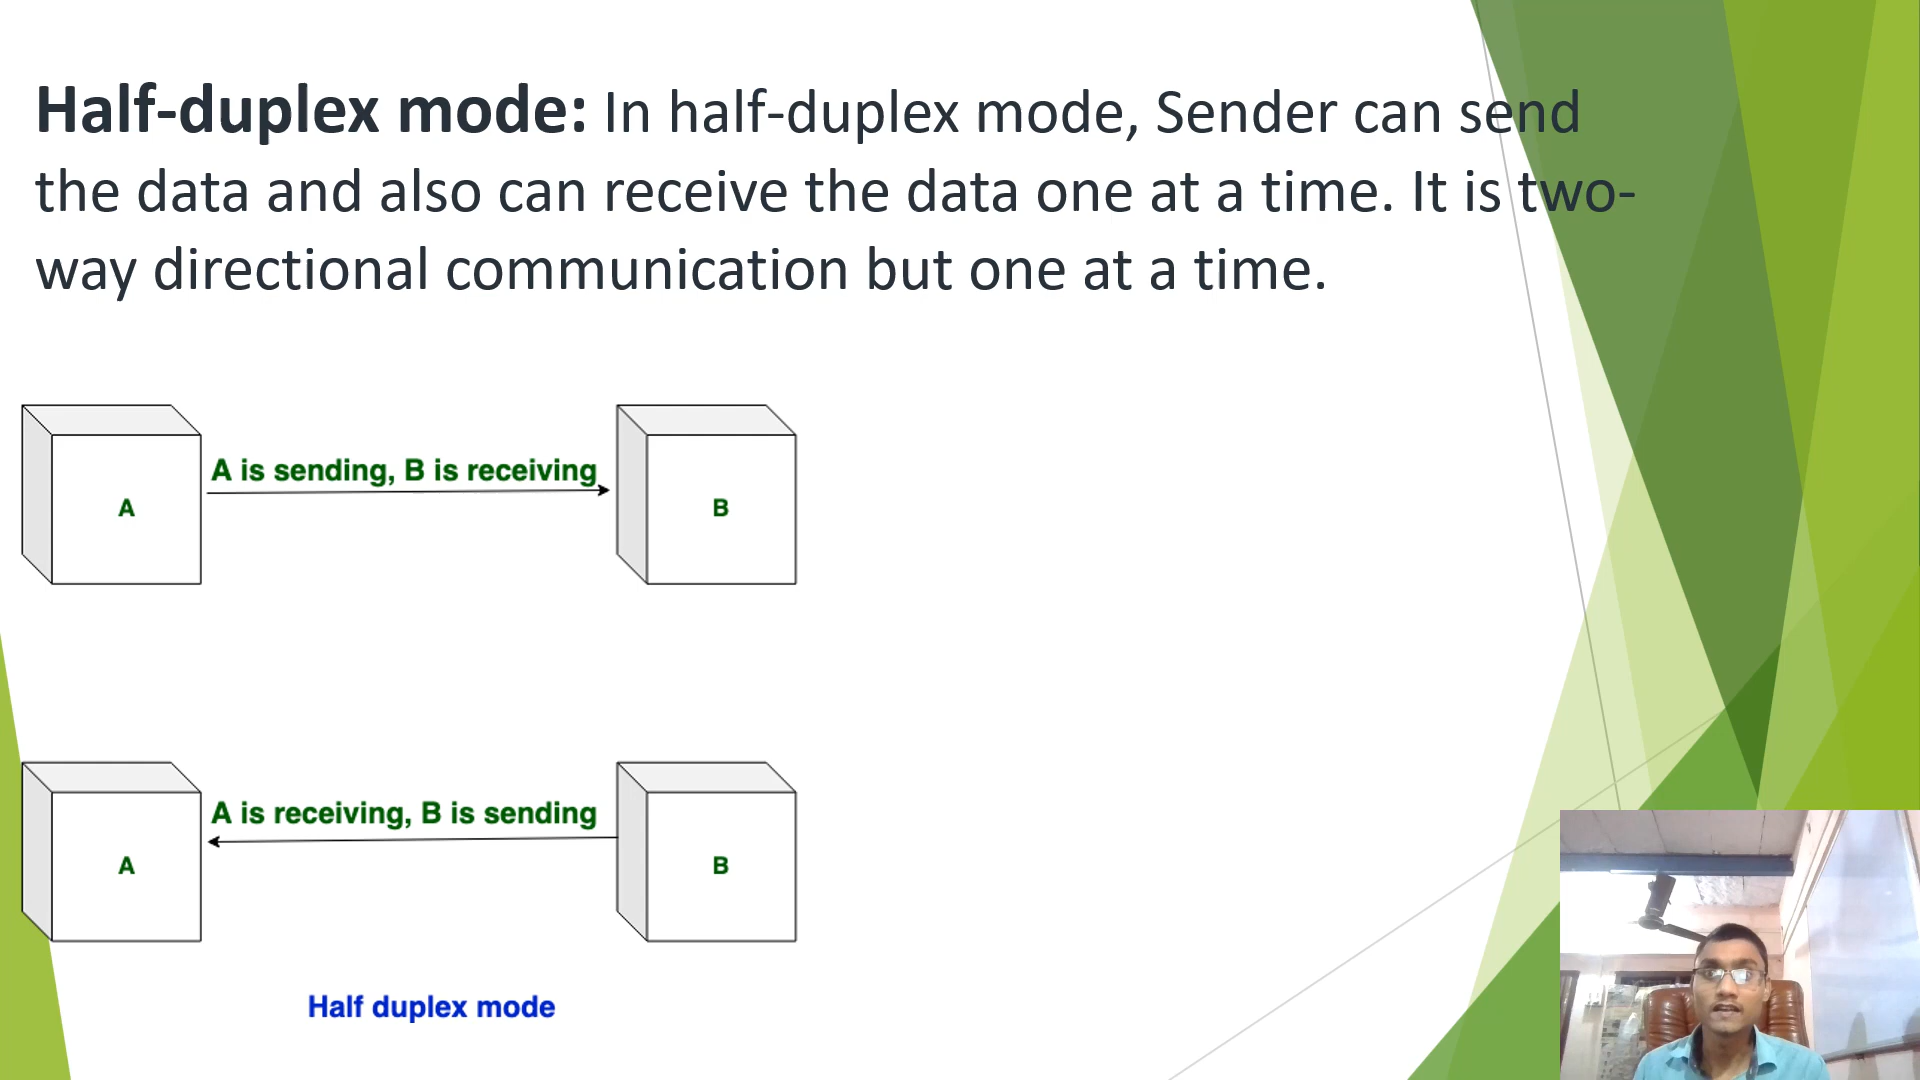 Half-duplex mode: In half-duplex mode, Sender can send
the data and also can receive the data one at a time. It is two-
way directional communication but one at a time.
A is sending, B is receiving
A
B
A is receiving, B is sending
A
B
Half duplex mode